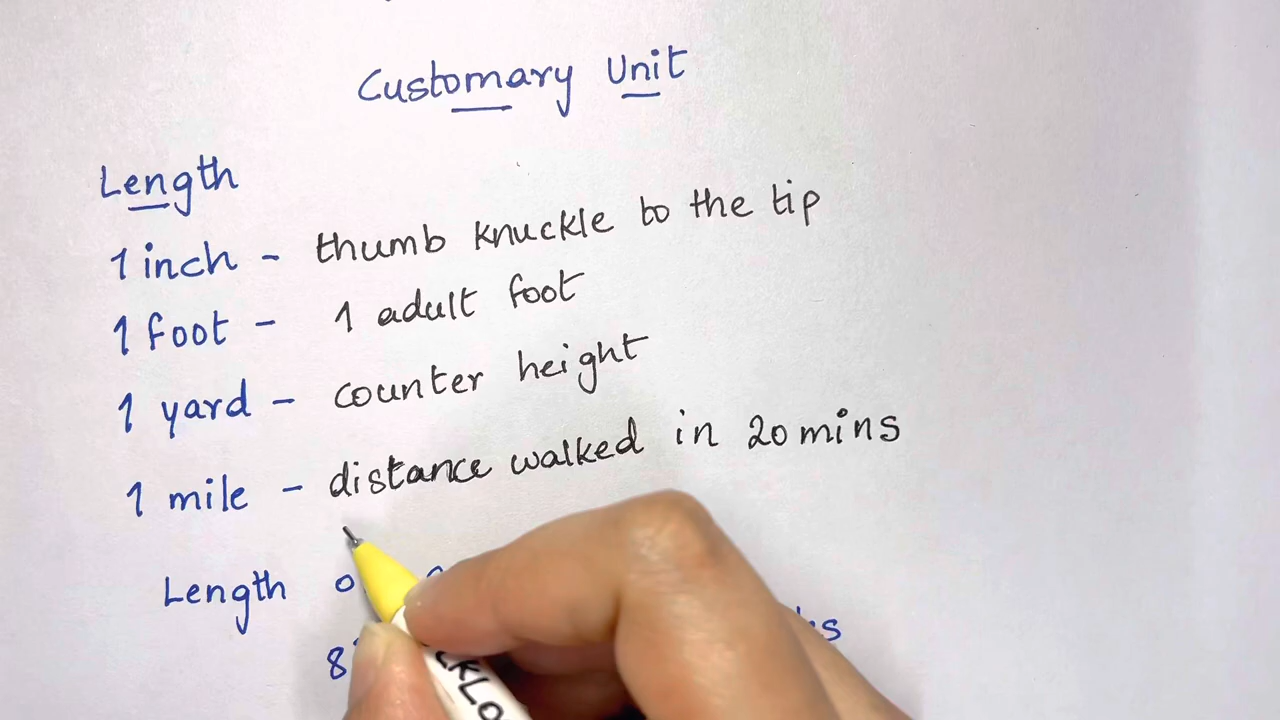 Customary Unit
Length
1 inch - thumb knuckle to the tip
1 foot - 1 adult foot
1 yard - counter height
1 mile - distance walked in 20 mins
Length
8